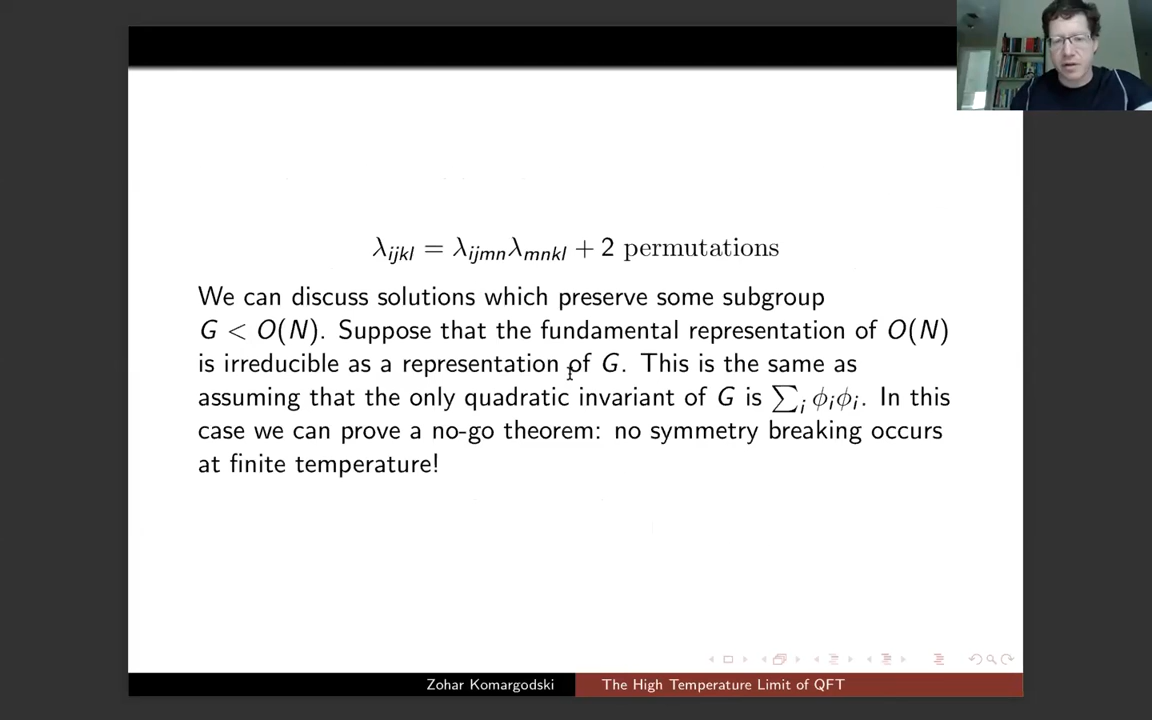 λ_{ijkl} = λ_{ijmn}λ_{mnkl} + 2 permutations
We can discuss solutions which preserve some subgroup
G < O(N). Suppose that the fundamental representation of O(N)
is irreducible as a representation of G. This is the same as
assuming that the only quadratic invariant of G is ∑_i ϕ_iϕ_i. In this
case we can prove a no-go theorem: no symmetry breaking occurs
at finite temperature!
Zohar Komargodski The High Temperature Limit of QFT